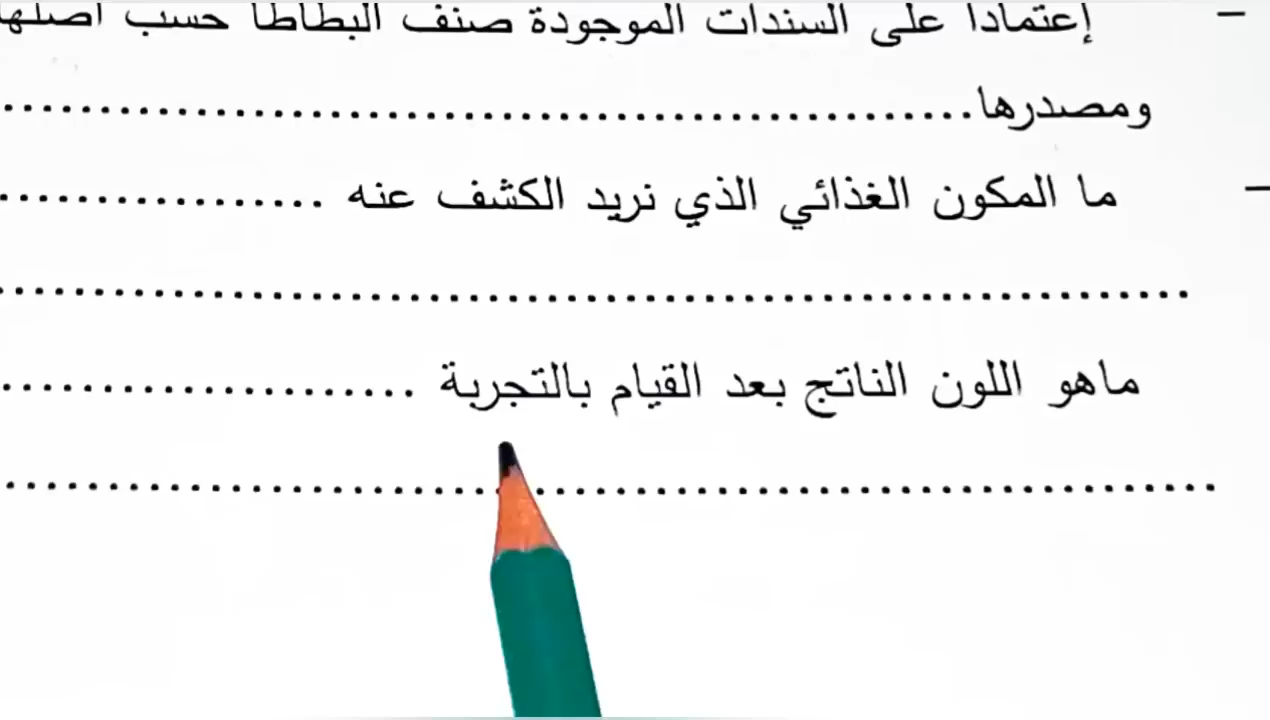 – إعتمادا على السندات الموجودة صنف البطاطا حسب اصلها
ومصدرها................................................
– ما المكون الغذائي الذي نريد الكشف عنه .................
............................................................
ماهو اللون الناتج بعد القيام بالتجربة .....................
............................................................